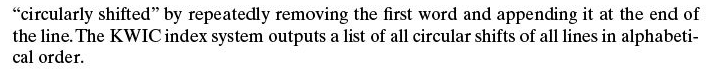 “circularly shifted” by repeatedly removing the first word and appending it at the end of
the line. The KWIC index system outputs a list of all circular shifts of all lines in alphabeti-
cal order.